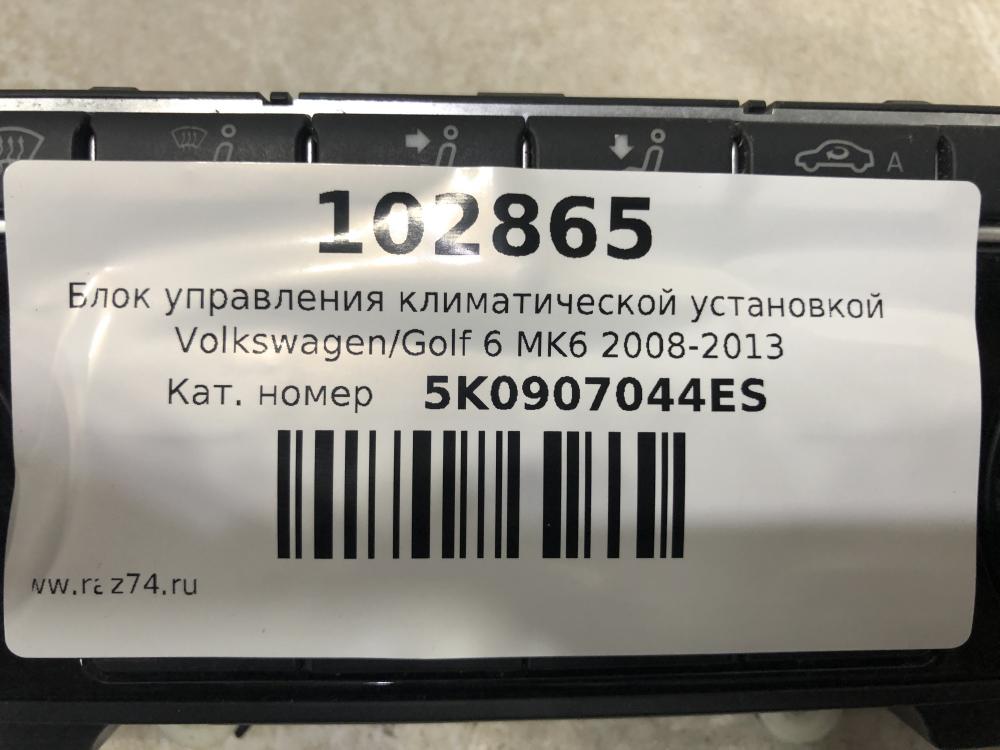 A
102865
Блок управления климатической установкой
Volkswagen/Golf 6 MK6 2008-2013
Кат. номер 5K0907044ES